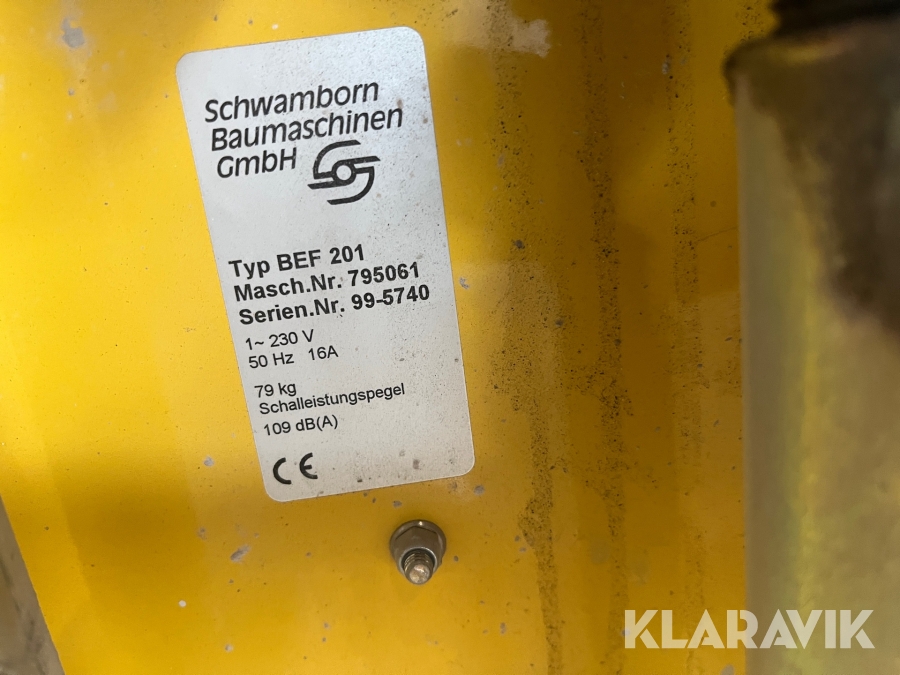 Schwamborn
Baumaschinen
GmbH
Typ BEF 201
Masch.Nr. 795061
Serien.Nr. 99-5740
1~ 230 V
50 Hz 16A
79 kg
Schalleistungspegel
109 dB(A)
CE
KLARAVIK